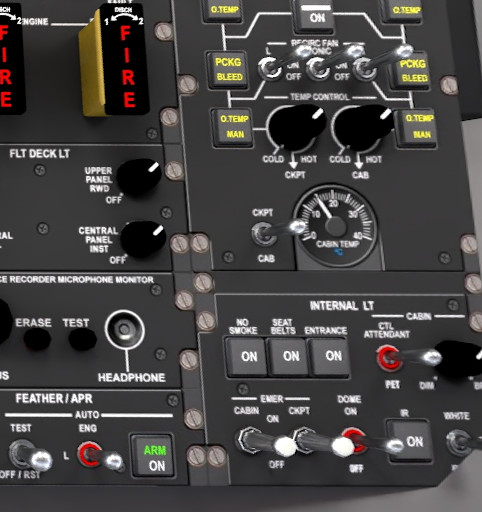 DISCH
2
DISCH
1 2
FIRE
FIRE
ENGINE
O.TEMP
ON
O.TEMP
RECIRC FAN
PCKG
BLEED
L
ON
OFF
ON
OFF
PCKG
BLEED
TEMP CONTROL
O.TEMP
MAN
O.TEMP
MAN
COLD HOT
CKPT
COLD HOT
CAB
FLT DECK LT
UPPER
PANEL
RWD
OFF
CENTRAL
PANEL
INST
OFF
CKPT
CAB
0 10 20 30 40
CABIN TEMP
°C
RECORDER MICROPHONE MONITOR
ERASE TEST
HEADPHONE
INTERNAL LT
NO
SMOKE
SEAT
BELTS
ENTRANCE
ON
ON
ON
CABIN
CTL
ATTENDANT
PET
DIM
EMER
CABIN ON CKPT
OFF
DOME
ON
OFF
IR
ON
WHITE
FEATHER/APR
AUTO
TEST
OFF/RST
ENG
L
ARM
ON